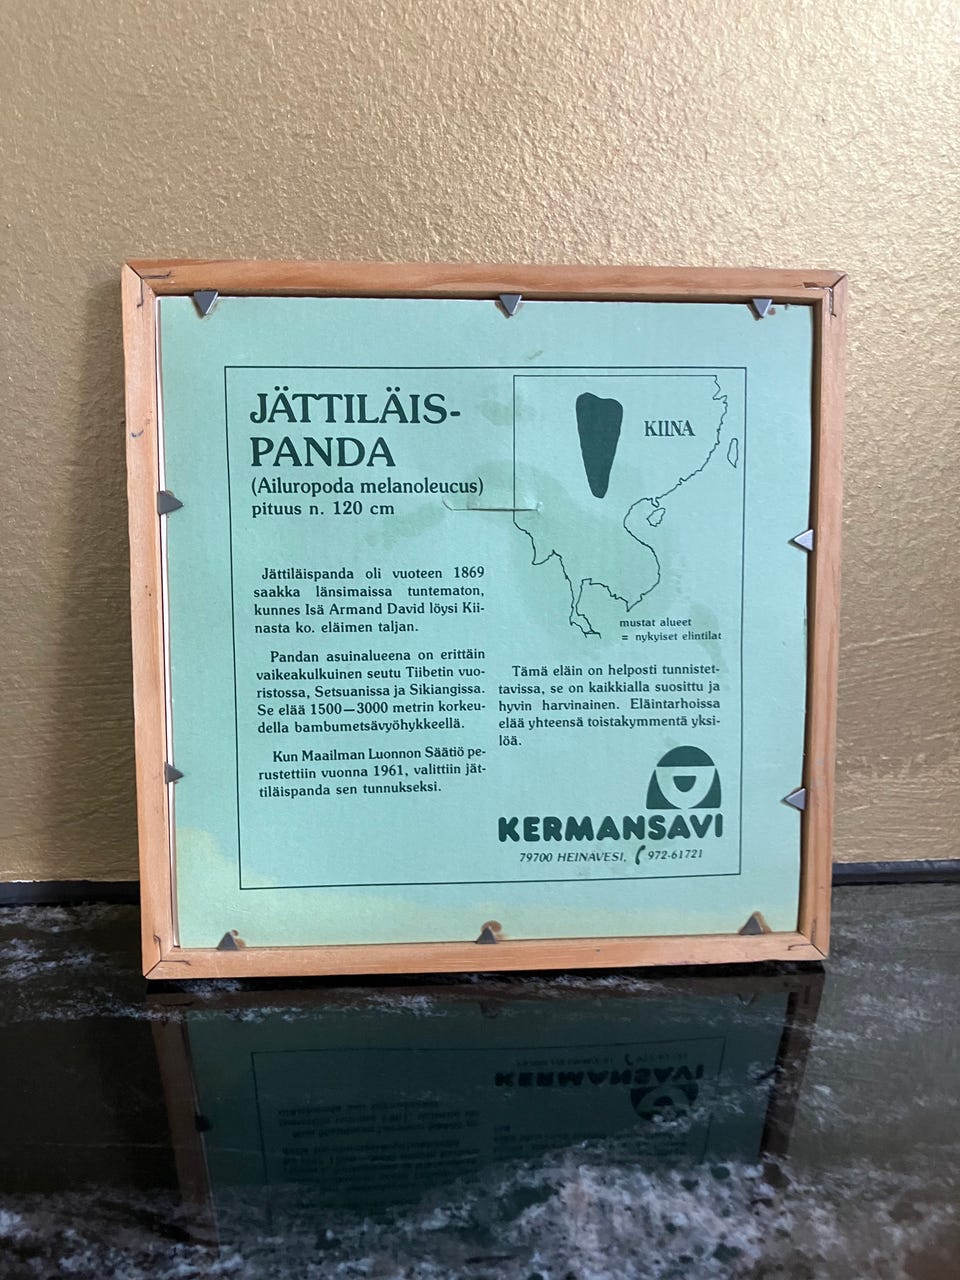 JÄTTILÄIS-
PANDA
(Ailuropoda melanoleucus)
pituus n. 120 cm
Jättiläispanda oli vuoteen 1869
saakka länsimaissa tuntematon,
kunnes Isä Armand David löysi Kii-
nasta ko. eläimen taljan.
Pandan asuinalueena on erittäin
vaikeakulkuinen seutu Tiibetin vuo-
ristossa, Setsuanissa ja Sikiangissa.
Se elää 1500—3000 metrin korkeu-
della bambumetsävyöhykkeellä.
Kun Maailman Luonnon Säätiö pe-
rustettiin vuonna 1961, valittiin jät-
tiläispanda sen tunnukseksi.
KIINA
mustat alueet
= nykyiset elintilat
Tämä eläin on helposti tunnistet-
tavissa, se on kaikkialla suosittu ja
hyvin harvinainen. Eläintarhoissa
elää yhteensä toistakymmentä yksi-
löä.
KERMANSAVI
79700 HEINAVESI, 972-61721